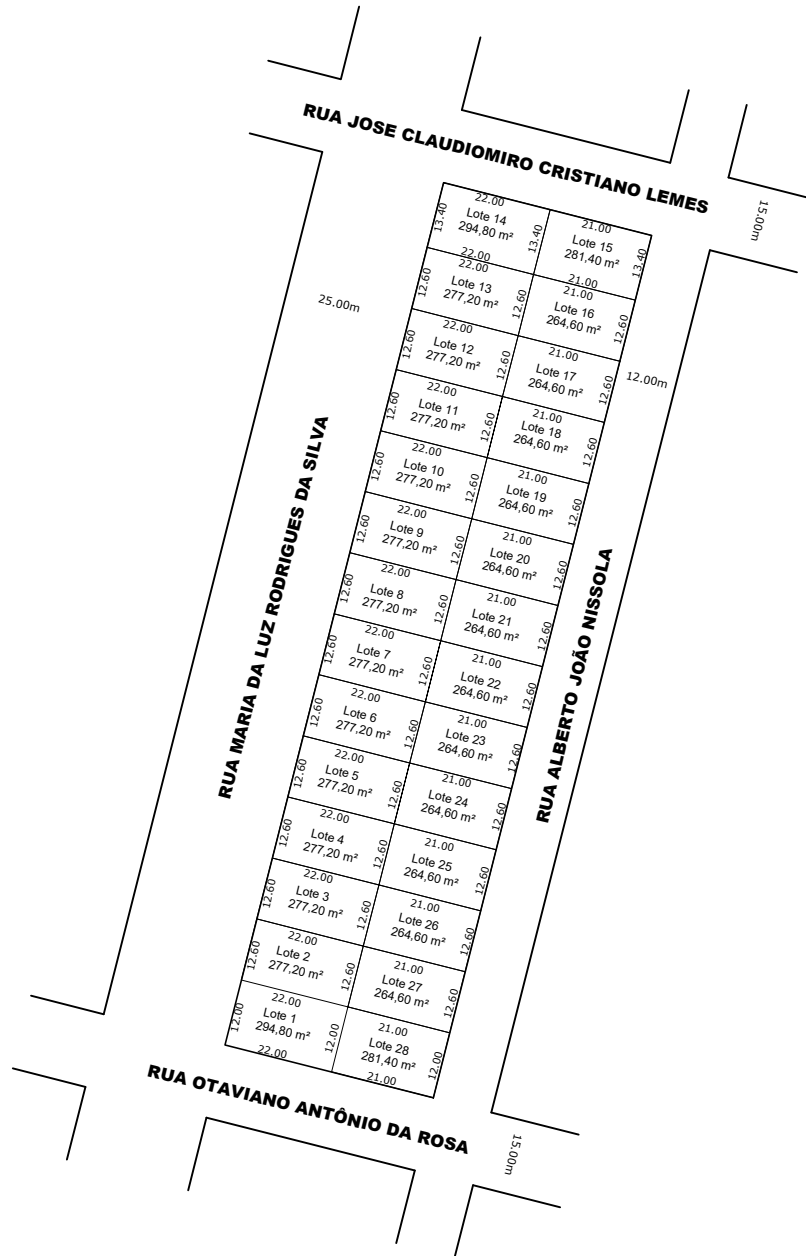 RUA JOSE CLAUDIOMIRO CRISTIANO LEMES
15.00m
22.00
13.40
Lote 14
294,80 m²
13.40
22.00
21.00
Lote 15
281,40 m²
13.40
21.00
22.00
12.60
Lote 13
277,20 m²
12.60
21.00
Lote 16
264,60 m²
12.60
25.00m
22.00
12.60
Lote 12
277,20 m²
12.60
21.00
Lote 17
264,60 m²
12.60
12.00m
22.00
12.60
Lote 11
277,20 m²
12.60
21.00
Lote 18
264,60 m²
12.60
22.00
12.60
Lote 10
277,20 m²
12.60
21.00
Lote 19
264,60 m²
12.60
22.00
12.60
Lote 9
277,20 m²
12.60
21.00
Lote 20
264,60 m²
12.60
RUA MARIA DA LUZ RODRIGUES DA SILVA
22.00
12.60
Lote 8
277,20 m²
12.60
21.00
Lote 21
264,60 m²
12.60
RUA ALBERTO JOÃO NISSOLA
22.00
12.60
Lote 7
277,20 m²
12.60
21.00
Lote 22
264,60 m²
12.60
22.00
12.60
Lote 6
277,20 m²
12.60
21.00
Lote 23
264,60 m²
12.60
22.00
12.60
Lote 5
277,20 m²
12.60
21.00
Lote 24
264,60 m²
12.60
22.00
12.60
Lote 4
277,20 m²
12.60
21.00
Lote 25
264,60 m²
12.60
22.00
12.60
Lote 3
277,20 m²
12.60
21.00
Lote 26
264,60 m²
12.60
22.00
12.60
Lote 2
277,20 m²
12.60
21.00
Lote 27
264,60 m²
12.60
22.00
12.00
Lote 1
294,80 m²
12.00
22.00
21.00
Lote 28
281,40 m²
12.00
21.00
RUA OTAVIANO ANTÔNIO DA ROSA
15.00m